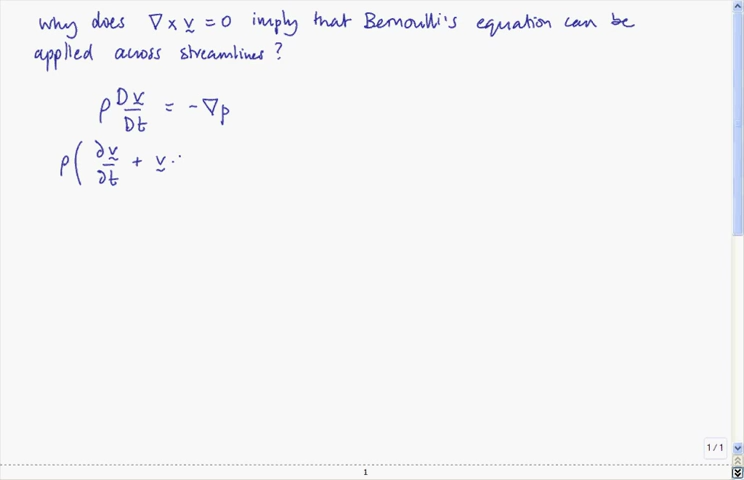 why does ∇ × v = 0 imply that Bernoulli's equation can be
applied across streamlines?
ρ Dv/Dt = -∇p
ρ( ∂v/∂t + v ·
1/1
1